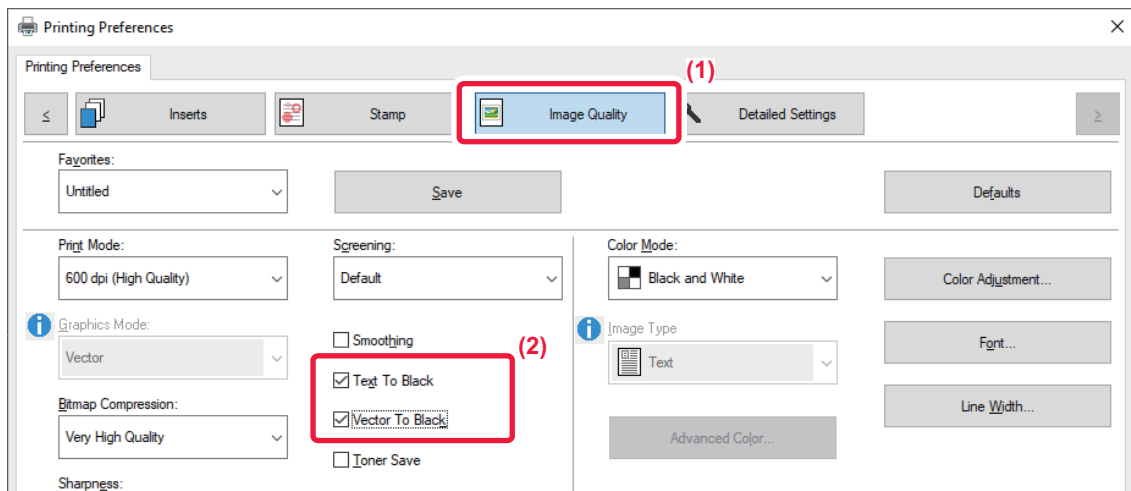 Printing Preferences
Printing Preferences
(1)
<
Inserts
Stamp
Image Quality
Detailed Settings
>
Favorites:
Untitled
Save
Defaults
Print Mode:
Screening:
Color Mode:
600 dpi (High Quality)
Default
Black and White
Color Adjustment...
Graphics Mode:
Smoothing
(2)
Image Type
Font...
Vector
Text To Black
Text
Bitmap Compression:
Vector To Black
Line Width...
Very High Quality
Advanced Color...
Toner Save
Sharpness: